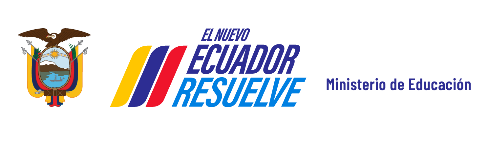 EL NUEVO
ECUADOR
RESUELVE
Ministerio de Educación